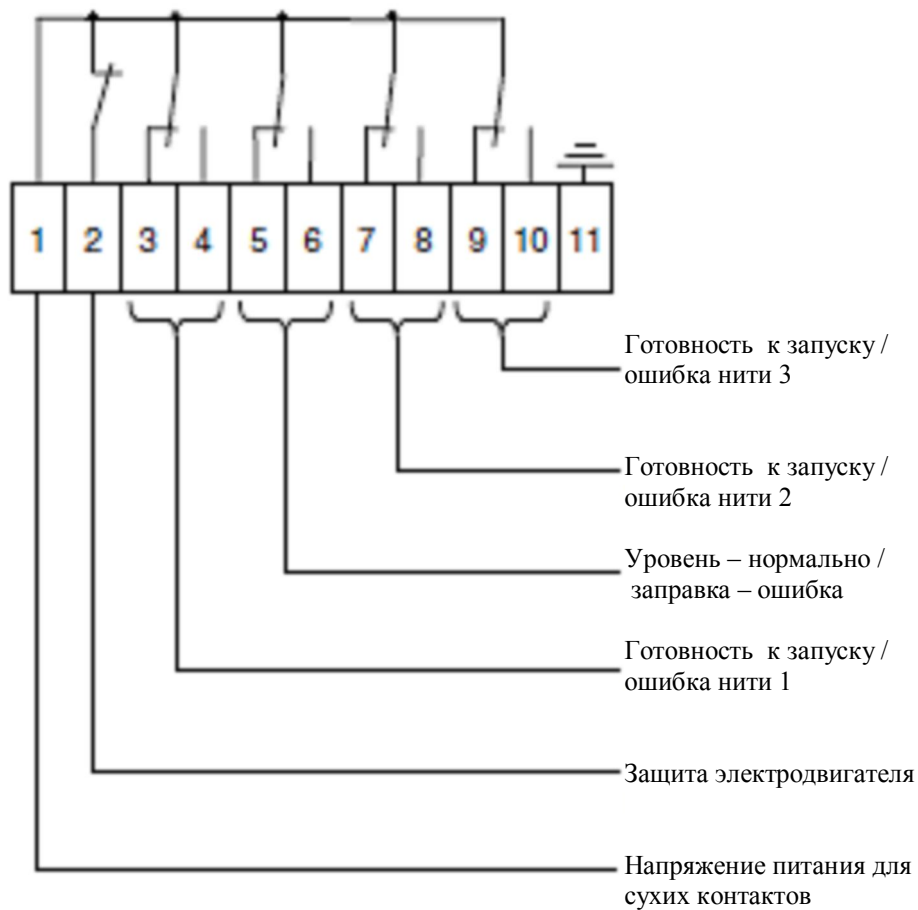 1 2 3 4 5 6 7 8 9 10 11
Готовность к запуску /
ошибка нити 3
Готовность к запуску /
ошибка нити 2
Уровень – нормально /
заправка – ошибка
Готовность к запуску /
ошибка нити 1
Защита электродвигателя
Напряжение питания для
сухих контактов